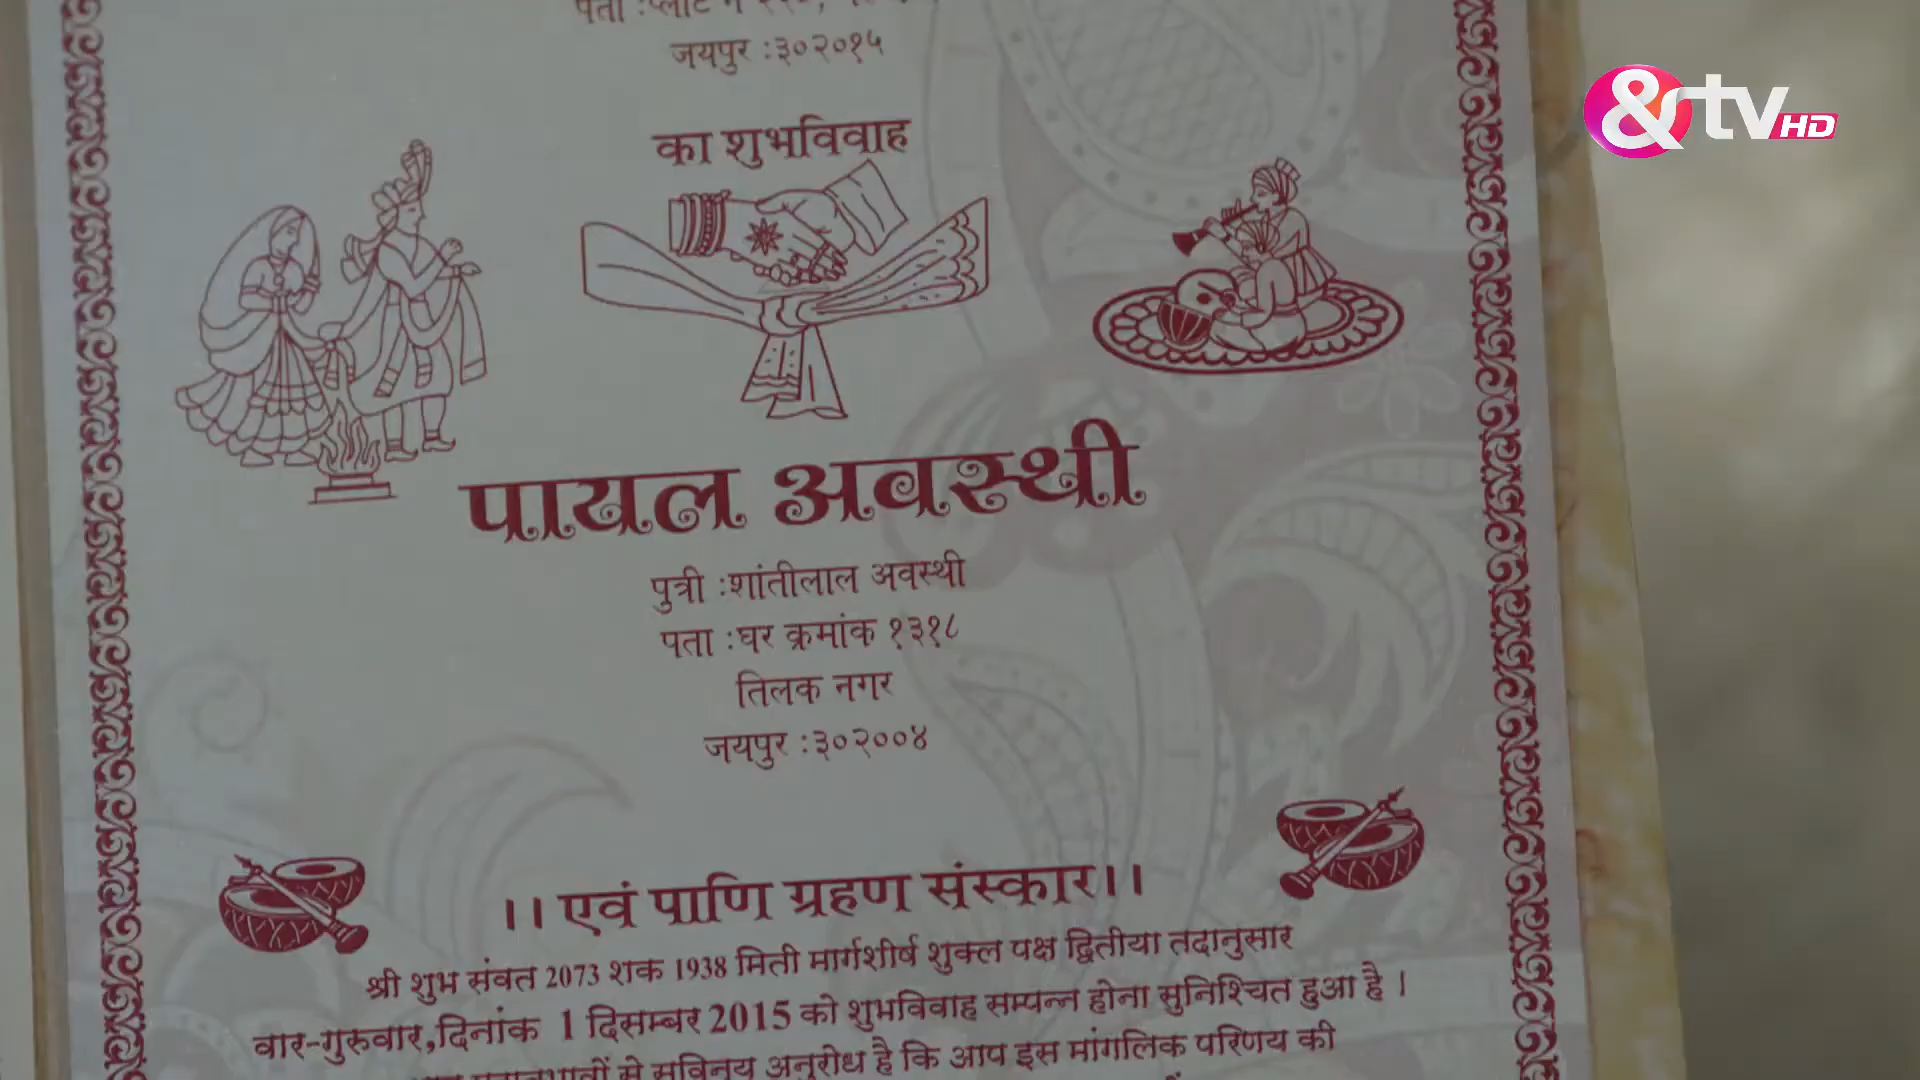 पता :प्लाट
जयपुर :३०२०१५
&tv HD
का शुभविवाह
पायल अवस्थी
पुत्री :शांतीलाल अवस्थी
पता :घर क्रमांक १३१८
तिलक नगर
जयपुर :३०२००४
।। एवं पाणि ग्रहण संस्कार।।
श्री शुभ संवत 2073 शक 1938 मिती मार्गशीर्ष शुक्ल पक्ष द्वितीया तदानुसार
वार-गुरुवार,दिनांक 1 दिसम्बर 2015 को शुभविवाह सम्पन्न होना सुनिश्चित हुआ है ।
से सविनय अनुरोध है कि आप इस मांगलिक परिणय की